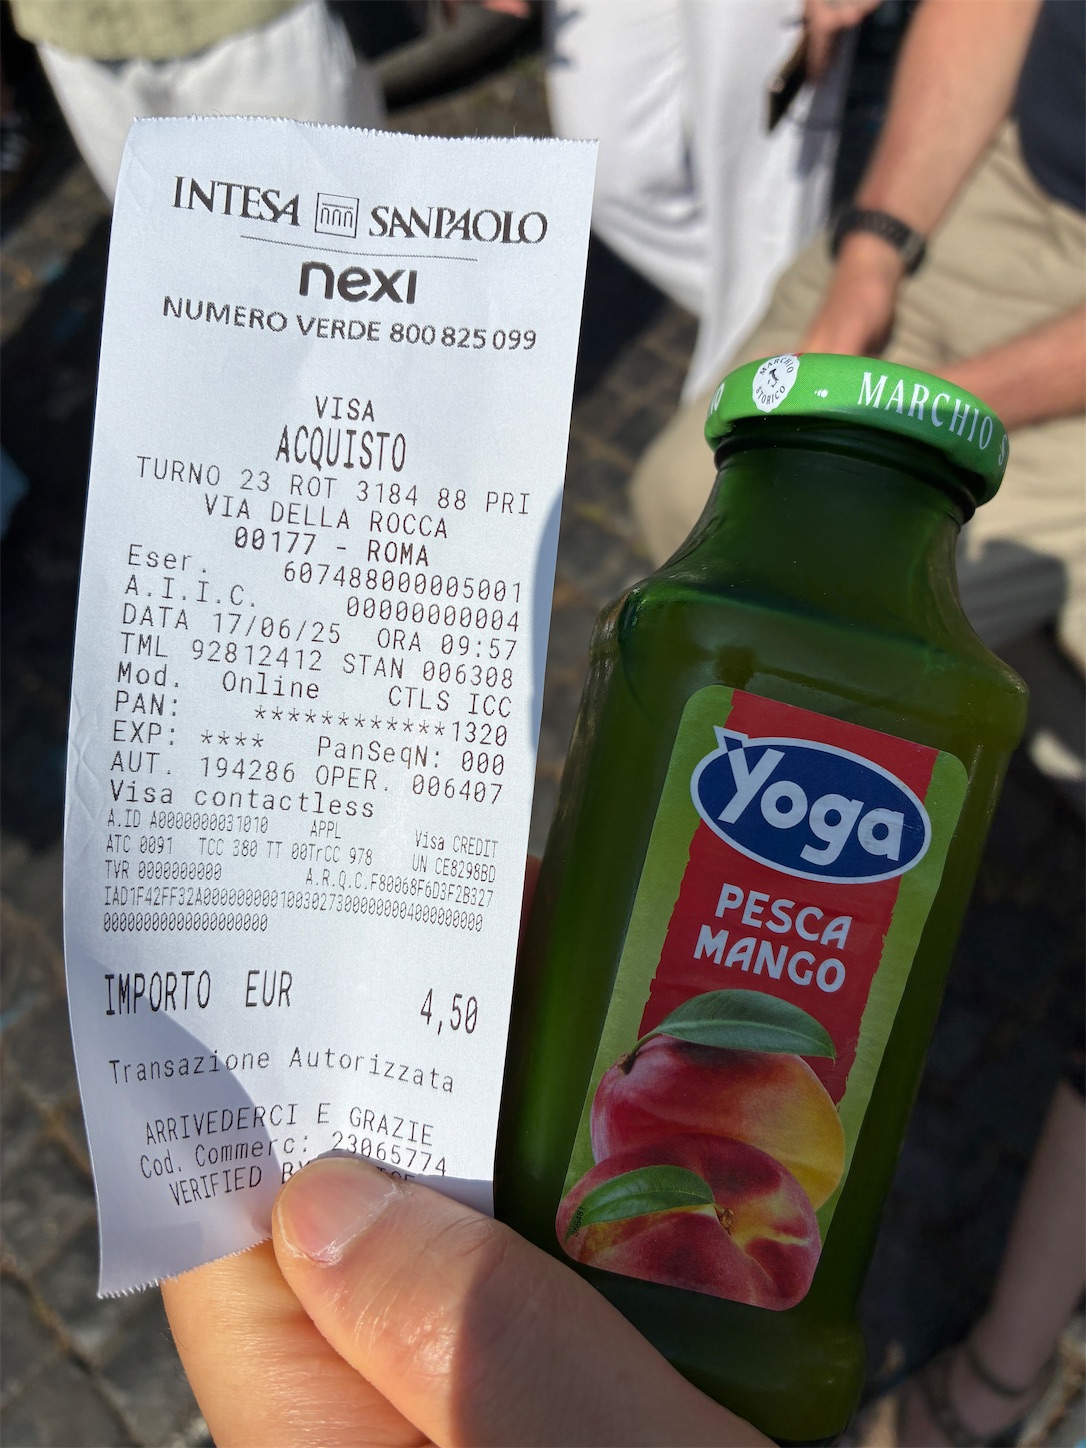 INTESA SANPAOLO
nexi
NUMERO VERDE 800 825 099
VISA
ACQUISTO
TURNO 23 ROT 3184 88 PRI
VIA DELLA ROCCA
00177 - ROMA
Eser. 607488000005001
A.I.I.C. 00000000004
DATA 17/06/25 ORA 09:57
TML 92812412 STAN 006308
Mod. Online CTLS ICC
PAN: ************1320
EXP: **** PanSeqN: 000
AUT. 194286 OPER. 006407
Visa contactless
A.ID A0000000031010 APPL Visa CREDIT
ATC 0091 TCC 380 TT 00TrCC 978 UN CE8298BD
TVR 0000000000 A.R.Q.C.F80068F6D3F2B327
IMPORTO EUR 4,50
Transazione Autorizzata
ARRIVEDERCI E GRAZIE
Cod. Commerc: 23065774
VERIFIED
MARCHIO STORICO
MARCHIO S
Yoga
PESCA
MANGO